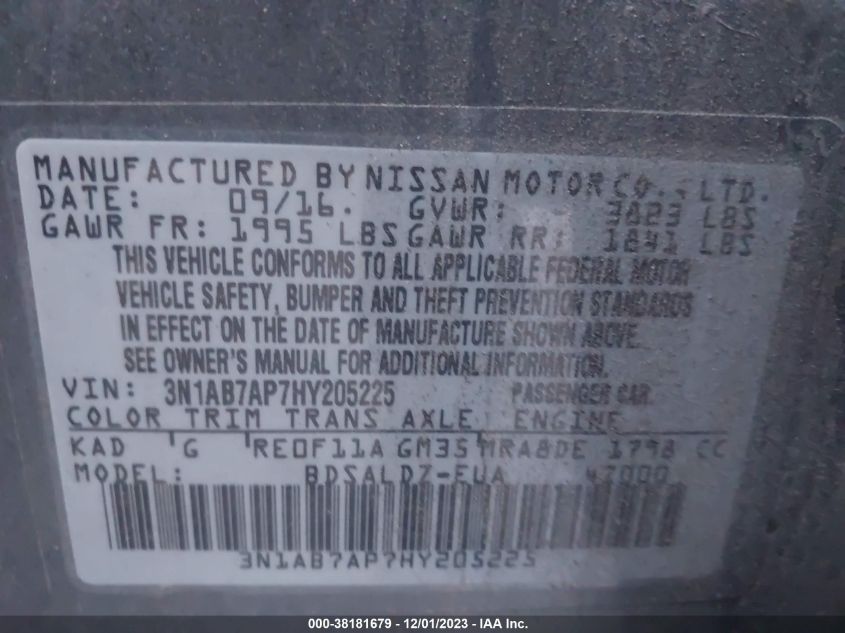 MANUFACTURED BY NISSAN MOTOR CO., LTD.
DATE: 09/16. GVWR: 3823 LBS
GAWR FR: 1995 LBS GAWR RR: 1841 LBS
THIS VEHICLE CONFORMS TO ALL APPLICABLE FEDERAL MOTOR
VEHICLE SAFETY, BUMPER AND THEFT PREVENTION STANDARDS
IN EFFECT ON THE DATE OF MANUFACTURE SHOWN ABOVE.
SEE OWNER'S MANUAL FOR ADDITIONAL INFORMATION.
VIN: 3N1AB7AP7HY205225 PASSENGER CAR.
COLOR TRIM TRANS AXLE ENGINE
KAD G RE0F11A GM35 MRA8DE 1798 CC
MODEL: BDSALDZ-EUA 47000
3N1AB7AP7HY205225
000-38181679 - 12/01/2023 - ©2023 IAA, Inc.